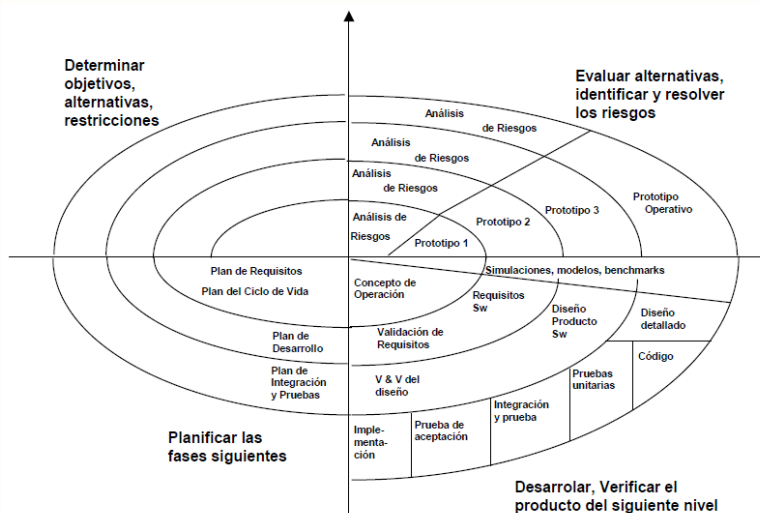 Determinar
objetivos,
alternativas,
restricciones
Evaluar alternativas,
identificar y resolver
los riesgos
Análisis
de Riesgos
Análisis
de Riesgos
Análisis
de Riesgos
Análisis de
Riesgos
Prototipo 1
Prototipo 2
Prototipo 3
Prototipo
Operativo
Simulaciones, modelos, benchmarks
Plan de Requisitos
Plan del Ciclo de Vida
Concepto de
Operación
Requisitos
Sw
Diseño
Producto
Sw
Diseño
detallado
Plan de
Desarrollo
Validación de
Requisitos
Código
Plan de
Integración
y Pruebas
V & V del
diseño
Pruebas
unitarias
Integración
y prueba
Prueba de
aceptación
Imple-
menta-
ción
Planificar las
fases siguientes
Desarrolar, Verificar el
producto del siguiente nivel